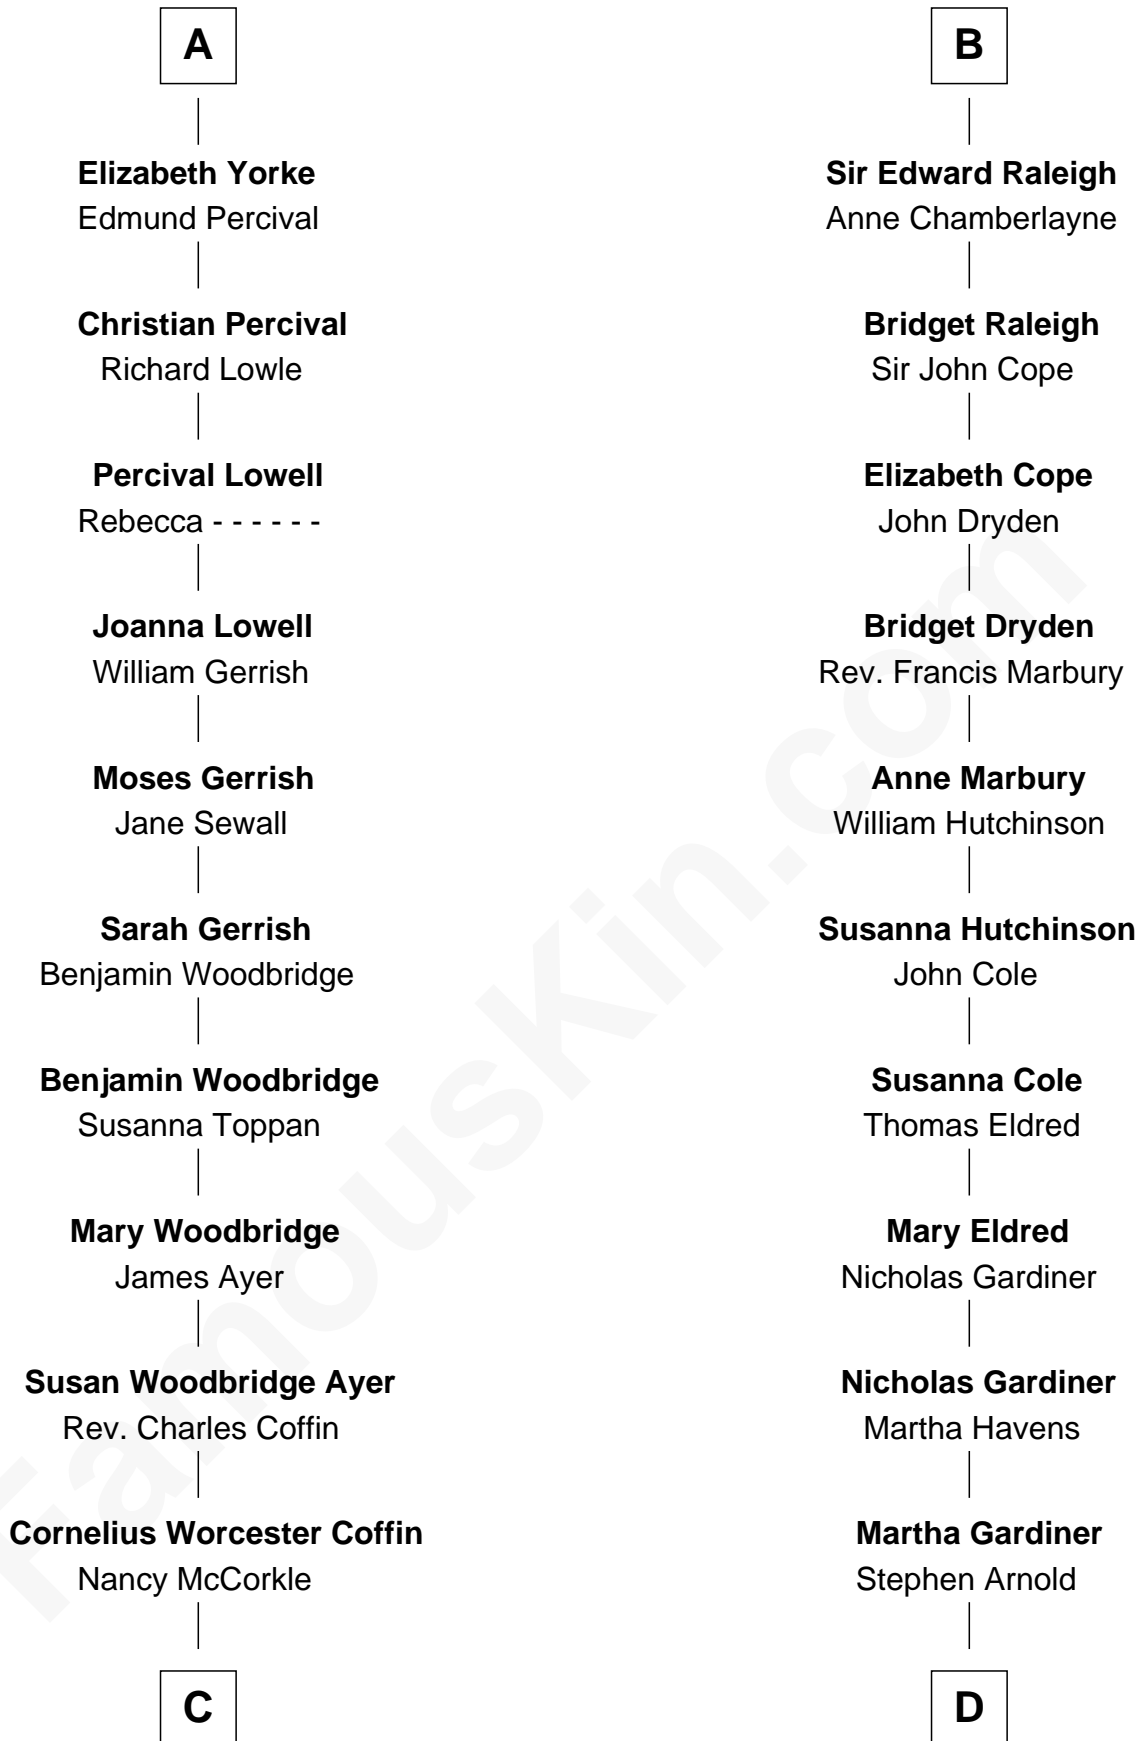 A
Elizabeth Yorke
Edmund Percival
Christian Percival
Richard Lowle
Percival Lowell
Rebecca - - - - - -
Joanna Lowell
William Gerrish
Moses Gerrish
Jane Sewall
Sarah Gerrish
Benjamin Woodbridge
Benjamin Woodbridge
Susanna Toppan
Mary Woodbridge
James Ayer
Susan Woodbridge Ayer
Rev. Charles Coffin
Cornelius Worcester Coffin
Nancy McCorkle
C
B
Sir Edward Raleigh
Anne Chamberlayne
Bridget Raleigh
Sir John Cope
Elizabeth Cope
John Dryden
Bridget Dryden
Rev. Francis Marbury
Anne Marbury
William Hutchinson
Susanna Hutchinson
John Cole
Susanna Cole
Thomas Eldred
Mary Eldred
Nicholas Gardiner
Nicholas Gardiner
Martha Havens
Martha Gardiner
Stephen Arnold
D
FamousKin.com